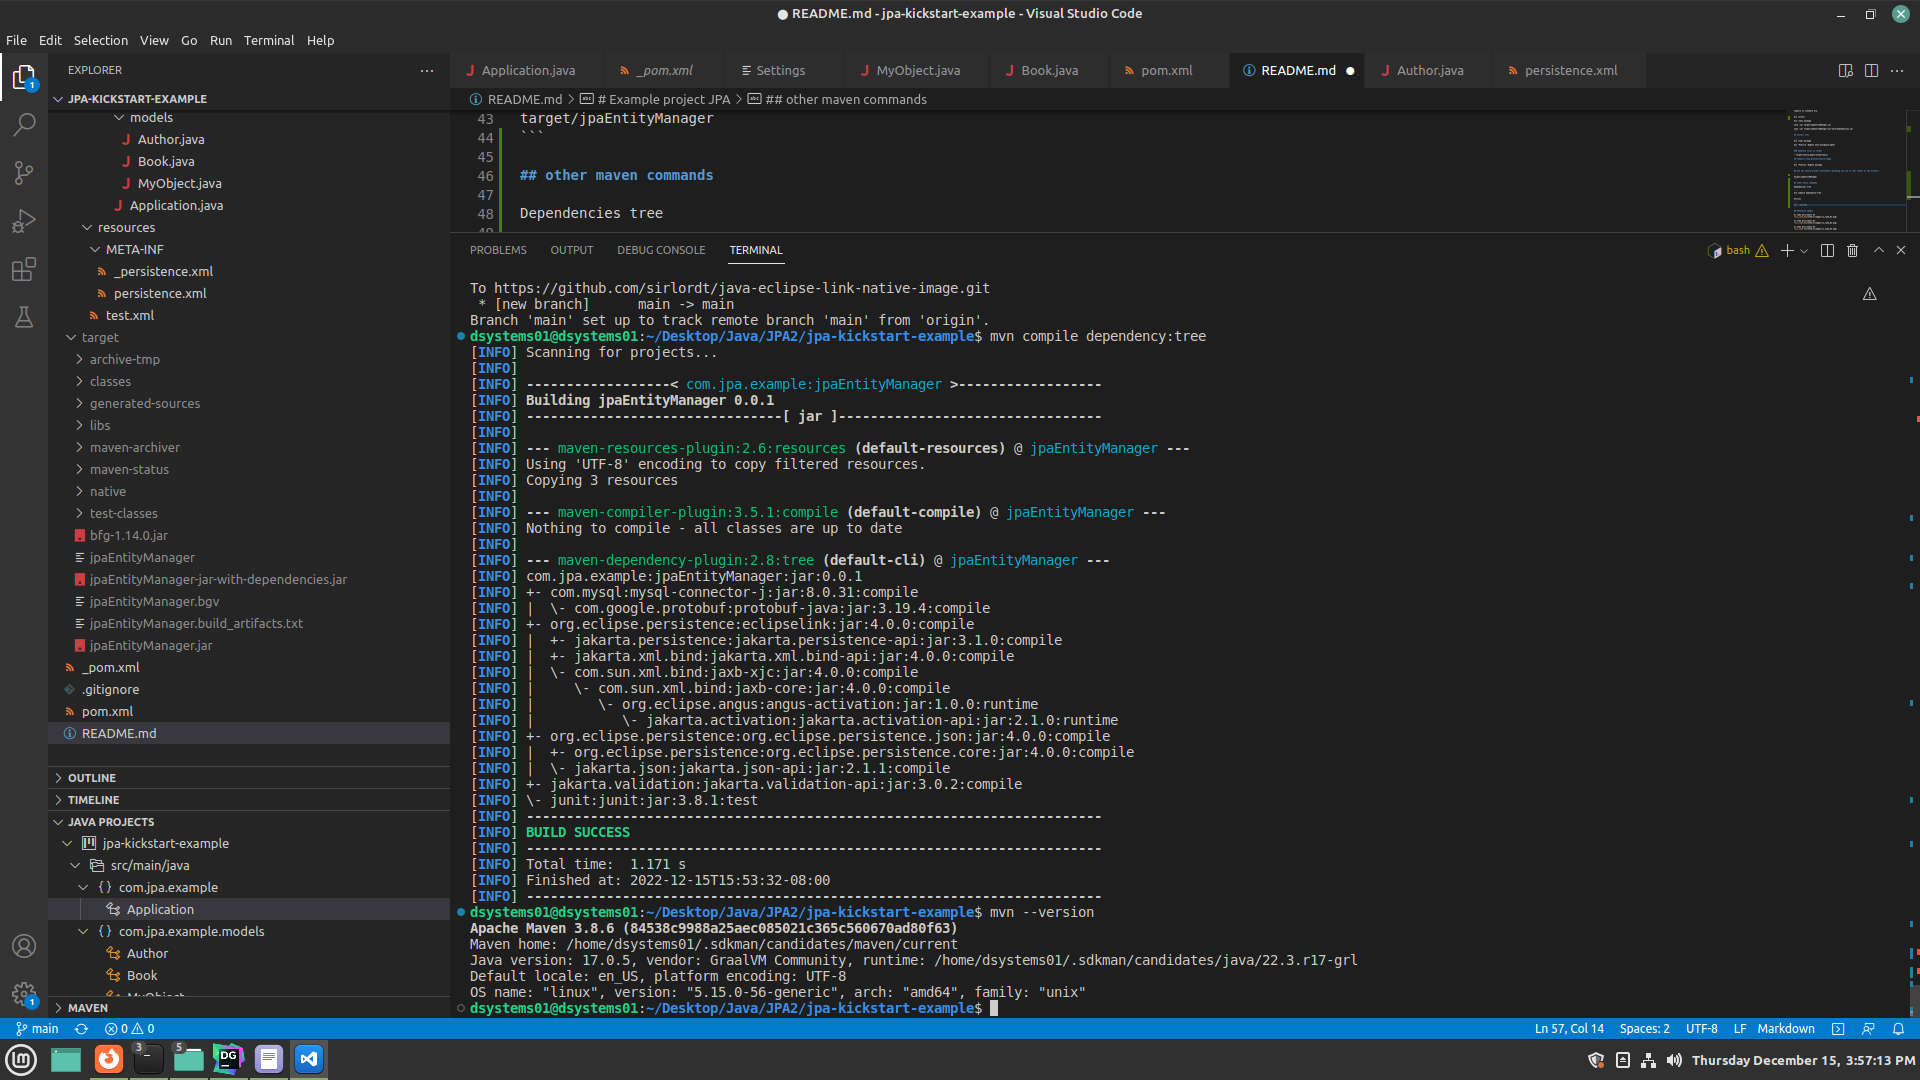 README.md - jpa-kickstart-example - Visual Studio Code
File Edit Selection View Go Run Terminal Help
EXPLORER
JPA-KICKSTART-EXAMPLE
models
Author.java
Book.java
MyObject.java
Application.java
resources
META-INF
_persistence.xml
persistence.xml
test.xml
target
archive-tmp
classes
generated-sources
libs
maven-archiver
maven-status
native
test-classes
bfg-1.14.0.jar
jpaEntityManager
jpaEntityManager-jar-with-dependencies.jar
jpaEntityManager.bgv
jpaEntityManager.build_artifacts.txt
jpaEntityManager.jar
_pom.xml
.gitignore
pom.xml
README.md
OUTLINE
TIMELINE
JAVA PROJECTS
jpa-kickstart-example
src/main/java
com.jpa.example
Application
com.jpa.example.models
Author
Book
MyObject
MAVEN
Application.java _pom.xml Settings MyObject.java Book.java pom.xml README.md Author.java persistence.xml
README.md > # Example project JPA > ## other maven commands
43 target/jpaEntityManager
44 ```
45
46 ## other maven commands
47
48 Dependencies tree
49
PROBLEMS OUTPUT DEBUG CONSOLE TERMINAL
bash
To https://github.com/sirlordt/java-eclipse-link-native-image.git
* [new branch] main -> main
Branch 'main' set up to track remote branch 'main' from 'origin'.
dsystems01@dsystems01:~/Desktop/Java/JPA2/jpa-kickstart-example$ mvn compile dependency:tree
[INFO] Scanning for projects...
[INFO]
[INFO] ------------------< com.jpa.example:jpaEntityManager >------------------
[INFO] Building jpaEntityManager 0.0.1
[INFO] --------------------------------[ jar ]---------------------------------
[INFO]
[INFO] --- maven-resources-plugin:2.6:resources (default-resources) @ jpaEntityManager ---
[INFO] Using 'UTF-8' encoding to copy filtered resources.
[INFO] Copying 3 resources
[INFO]
[INFO] --- maven-compiler-plugin:3.5.1:compile (default-compile) @ jpaEntityManager ---
[INFO] Nothing to compile - all classes are up to date
[INFO]
[INFO] --- maven-dependency-plugin:2.8:tree (default-cli) @ jpaEntityManager ---
[INFO] com.jpa.example:jpaEntityManager:jar:0.0.1
[INFO] +- com.mysql:mysql-connector-j:jar:8.0.31:compile
[INFO] |  \- com.google.protobuf:protobuf-java:jar:3.19.4:compile
[INFO] +- org.eclipse.persistence:eclipselink:jar:4.0.0:compile
[INFO] |  +- jakarta.persistence:jakarta.persistence-api:jar:3.1.0:compile
[INFO] |  +- jakarta.xml.bind:jakarta.xml.bind-api:jar:4.0.0:compile
[INFO] |  \- com.sun.xml.bind:jaxb-xjc:jar:4.0.0:compile
[INFO] |     \- com.sun.xml.bind:jaxb-core:jar:4.0.0:compile
[INFO] |        \- org.eclipse.angus:angus-activation:jar:1.0.0:runtime
[INFO] |           \- jakarta.activation:jakarta.activation-api:jar:2.1.0:runtime
[INFO] +- org.eclipse.persistence:org.eclipse.persistence.json:jar:4.0.0:compile
[INFO] |  +- org.eclipse.persistence:org.eclipse.persistence.core:jar:4.0.0:compile
[INFO] |  \- jakarta.json:jakarta.json-api:jar:2.1.1:compile
[INFO] +- jakarta.validation:jakarta.validation-api:jar:3.0.2:compile
[INFO] \- junit:junit:jar:3.8.1:test
[INFO] ------------------------------------------------------------------------
[INFO] BUILD SUCCESS
[INFO] ------------------------------------------------------------------------
[INFO] Total time:  1.171 s
[INFO] Finished at: 2022-12-15T15:53:32-08:00
[INFO] ------------------------------------------------------------------------
dsystems01@dsystems01:~/Desktop/Java/JPA2/jpa-kickstart-example$ mvn --version
Apache Maven 3.8.6 (84538c9988a25aec085021c365c560670ad80f63)
Maven home: /home/dsystems01/.sdkman/candidates/maven/current
Java version: 17.0.5, vendor: GraalVM Community, runtime: /home/dsystems01/.sdkman/candidates/java/22.3.r17-grl
Default locale: en_US, platform encoding: UTF-8
OS name: "linux", version: "5.15.0-56-generic", arch: "amd64", family: "unix"
dsystems01@dsystems01:~/Desktop/Java/JPA2/jpa-kickstart-example$
1
1
main 0 0 Ln 57, Col 14 Spaces: 2 UTF-8 LF Markdown
3 5 DG Thursday December 15, 3:57:13 PM